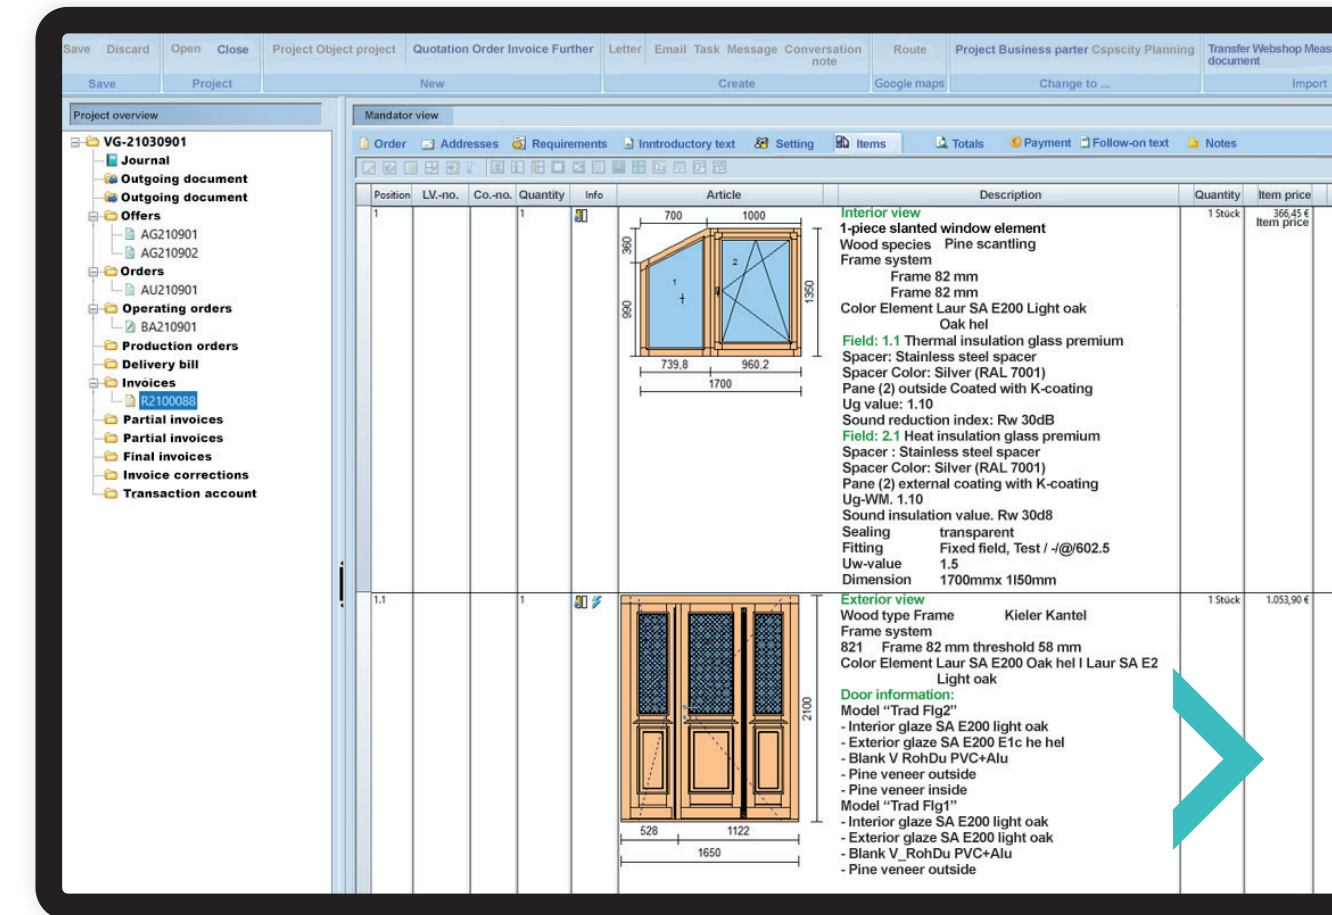 Save Discard Open Close Project Object project Quotation Order Invoice Further Letter Email Task Message Conversation note Route Project Business parter Cspscity Planning Transfer Webshop Meas
document
Save Project New Create Google maps Change to ... Import
Project overview
Mandator view
VG-21030901
Journal
Outgoing document
Outgoing document
Offers
AG210901
AG210902
Orders
AU210901
Operating orders
BA210901
Production orders
Delivery bill
Invoices
R2100088
Partial invoices
Partial invoices
Final invoices
Invoice corrections
Transaction account
Order Addresses Requirements Inntroductory text Setting Items Totals Payment Follow-on text Notes
Position LV.-no. Co.-no. Quantity Info Article Description Quantity Item price
1 1 1 Stück 366,45 €
Item price
700 1000
360
990
1350
1
2
739,8 960,2
1700
Interior view
1-piece slanted window element
Wood species Pine scantling
Frame system
Frame 82 mm
Frame 82 mm
Color Element Laur SA E200 Light oak
Oak hel
Field: 1.1 Thermal insulation glass premium
Spacer: Stainless steel spacer
Spacer Color: Silver (RAL 7001)
Pane (2) outside Coated with K-coating
Ug value: 1.10
Sound reduction index: Rw 30dB
Field: 2.1 Heat insulation glass premium
Spacer : Stainless steel spacer
Spacer Color: Silver (RAL 7001)
Pane (2) external coating with K-coating
Ug-WM. 1.10
Sound insulation value. Rw 30d8
Sealing transparent
Fitting Fixed field, Test / -/@/602.5
Uw-value 1.5
Dimension 1700mmx 1I50mm
1.1 1 1 Stück 1.053,90 €
2100
528 1122
1650
Exterior view
Wood type Frame Kieler Kantel
Frame system
821 Frame 82 mm threshold 58 mm
Color Element Laur SA E200 Oak hel I Laur SA E2
Light oak
Door information:
Model “Trad Flg2”
- Interior glaze SA E200 light oak
- Exterior glaze SA E200 E1c he hel
- Blank V RohDu PVC+Alu
- Pine veneer outside
- Pine veneer inside
Model “Trad Flg1”
- Interior glaze SA E200 light oak
- Exterior glaze SA E200 light oak
- Blank V_RohDu PVC+Alu
- Pine veneer outside